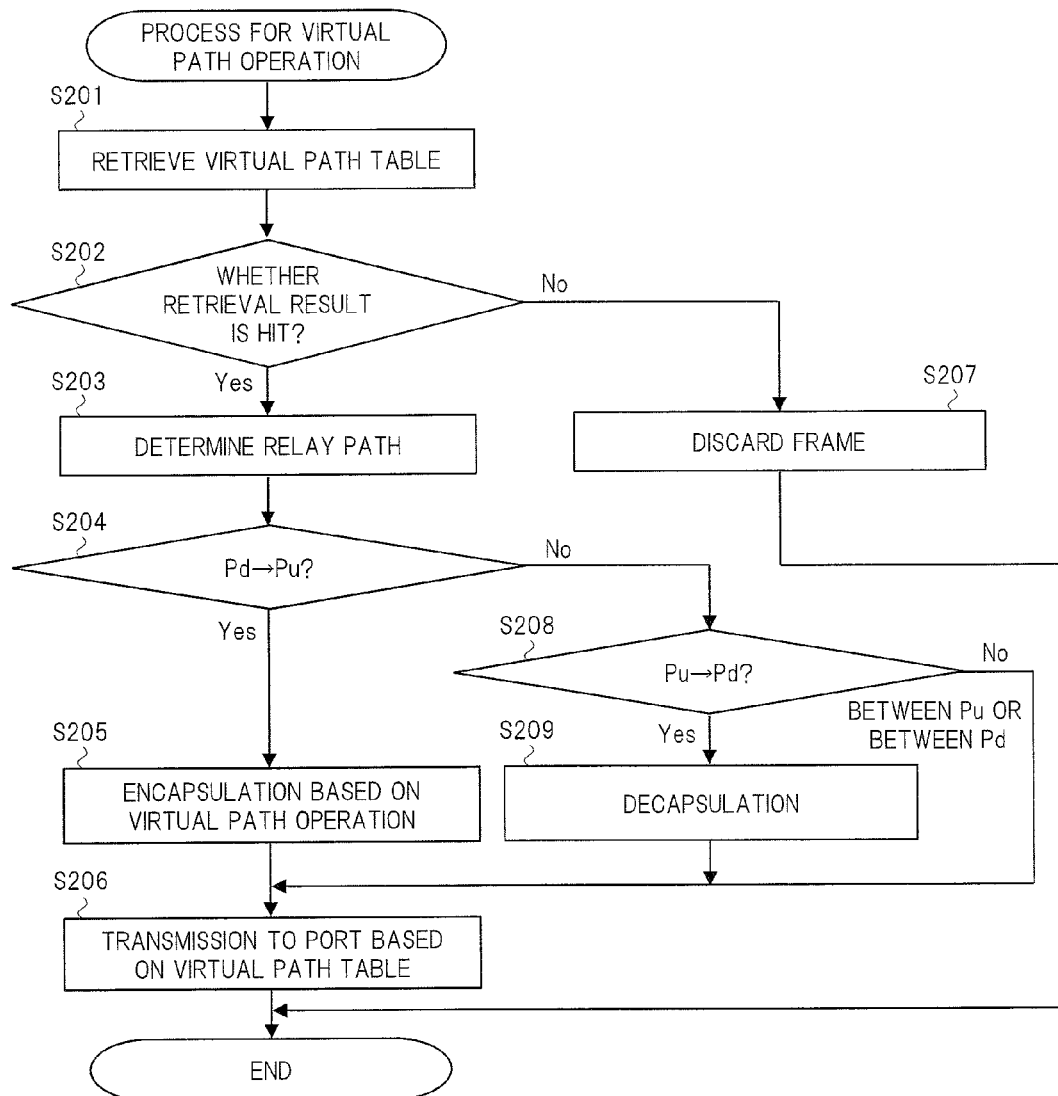 PROCESS FOR VIRTUAL
PATH OPERATION
S201
RETRIEVE VIRTUAL PATH TABLE
S202
WHETHER
RETRIEVAL RESULT
IS HIT?
No
Yes
S203
DETERMINE RELAY PATH
S207
DISCARD FRAME
S204
Pd→Pu?
No
Yes
S208
Pu→Pd?
No
BETWEEN Pu OR
BETWEEN Pd
Yes
S205
ENCAPSULATION BASED ON
VIRTUAL PATH OPERATION
S209
DECAPSULATION
S206
TRANSMISSION TO PORT BASED
ON VIRTUAL PATH TABLE
END